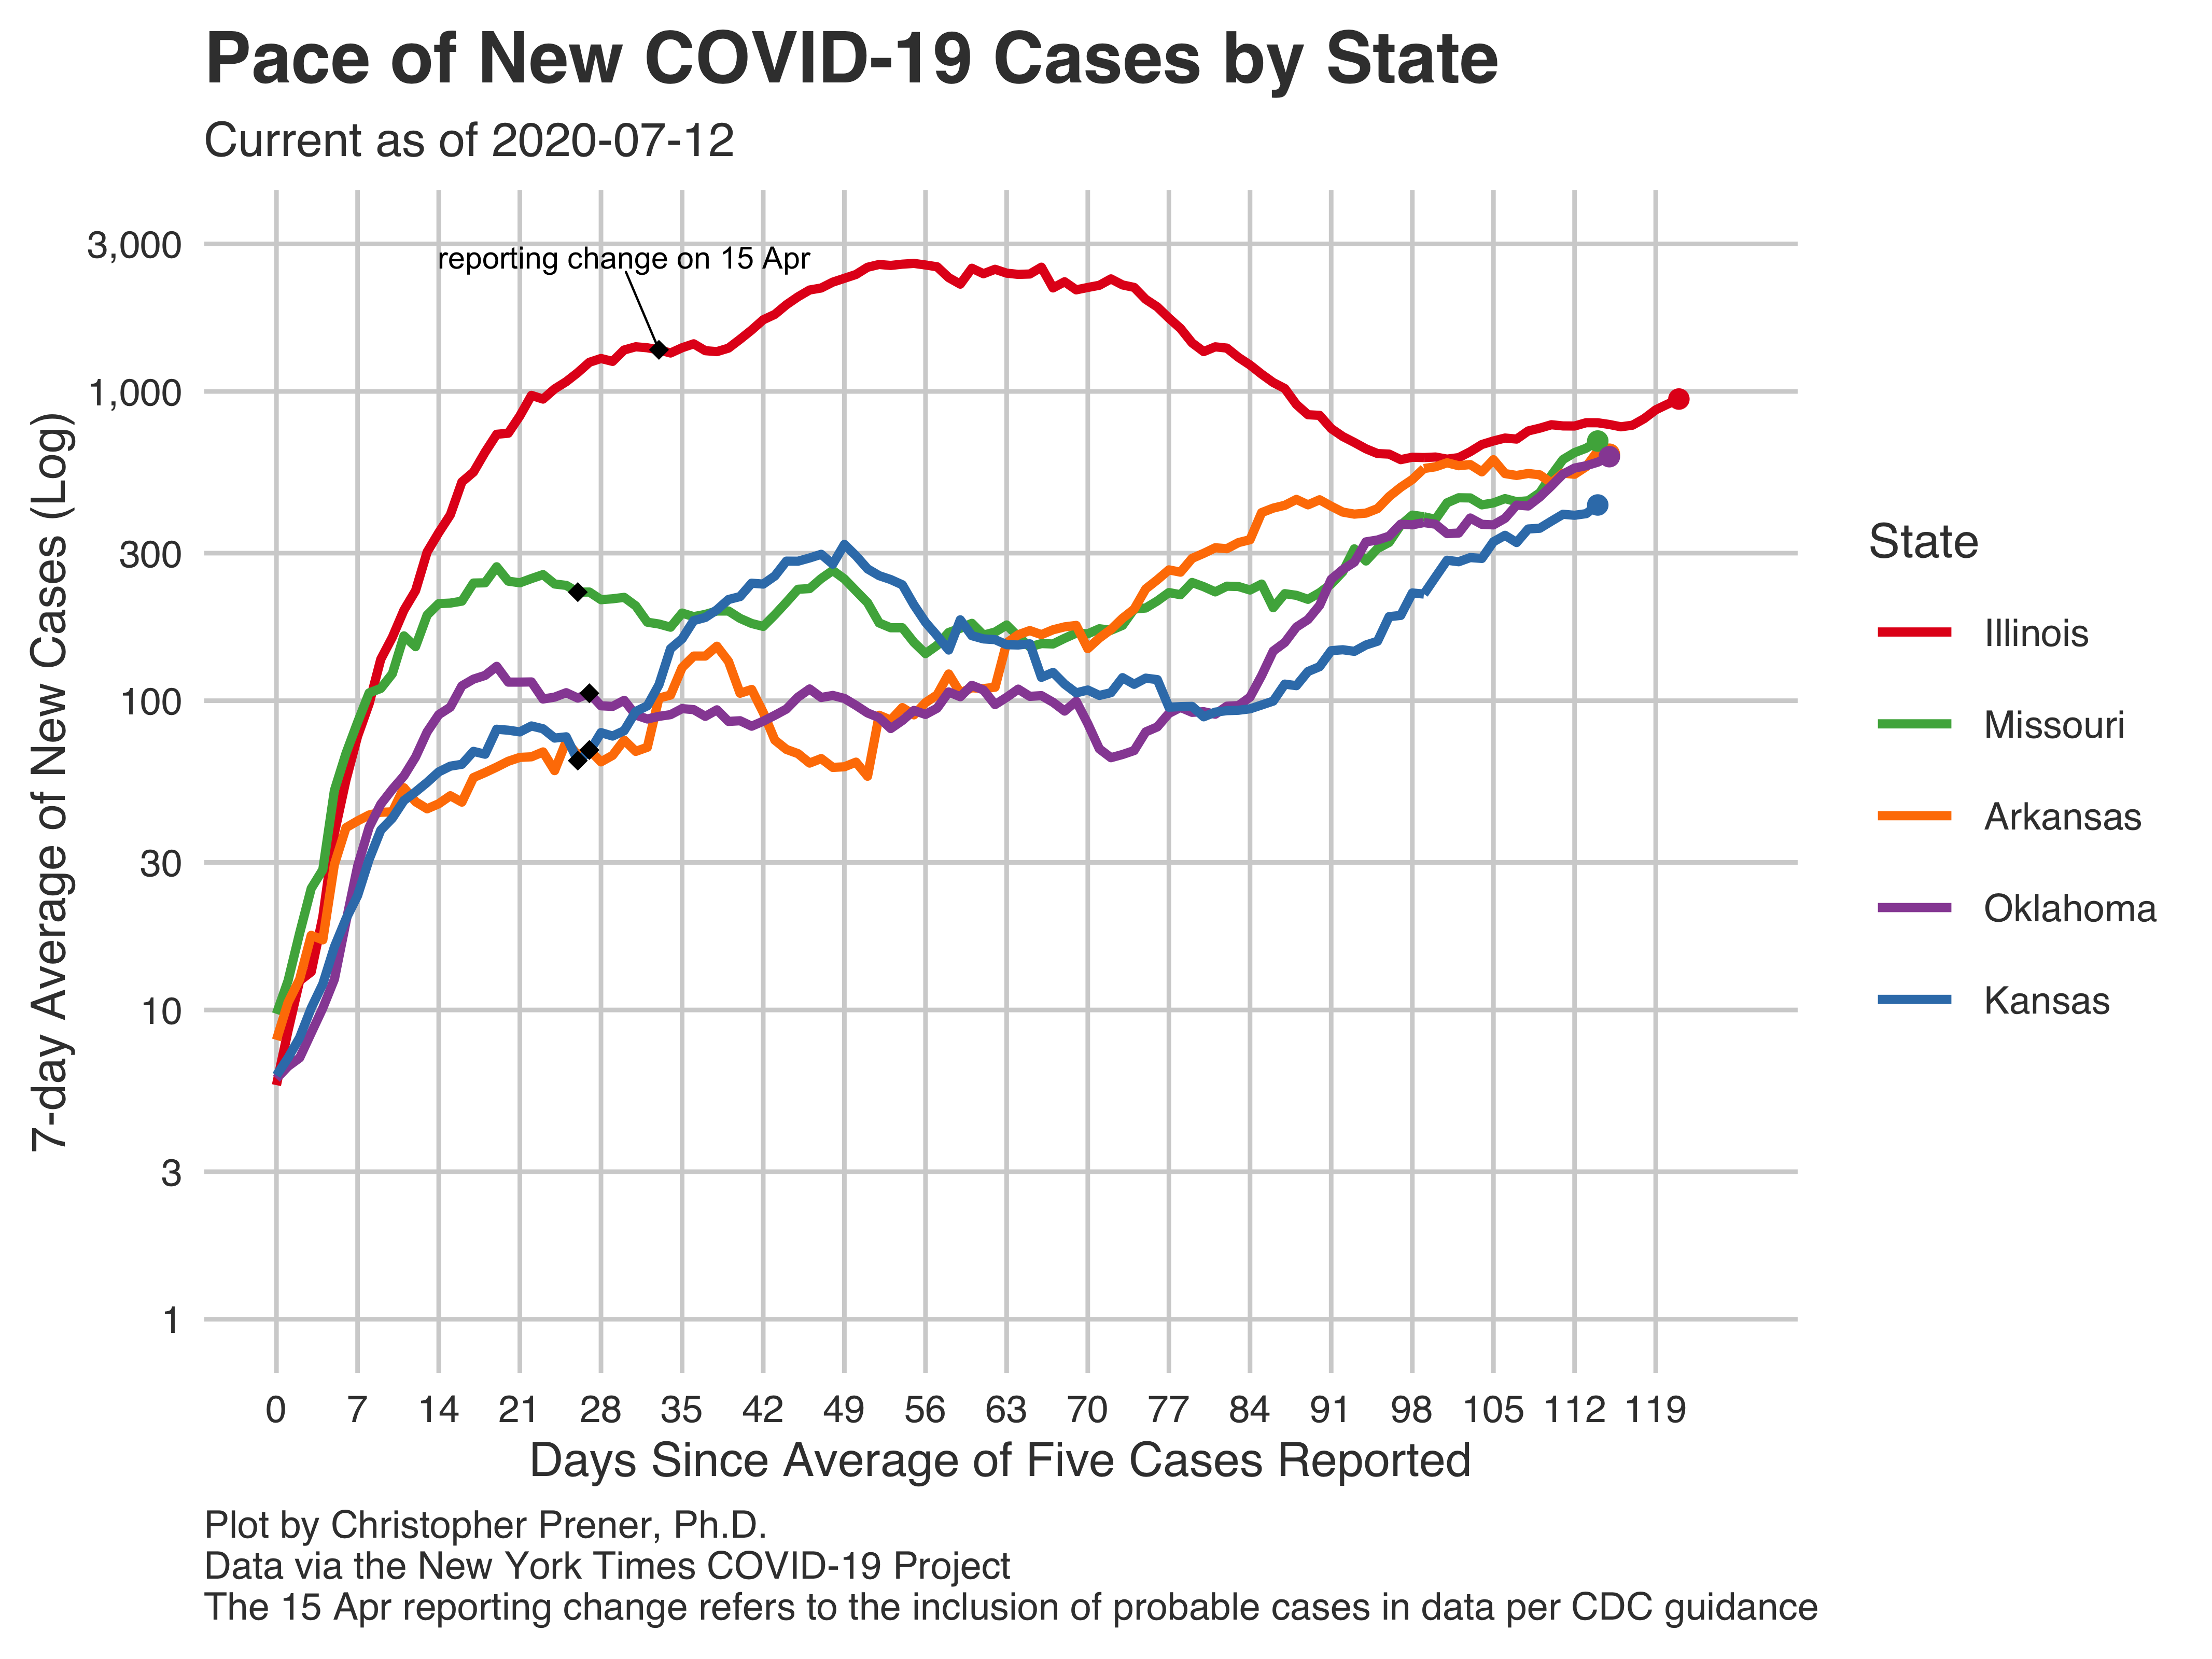 Pace of New COVID-19 Cases by State
Current as of 2020-07-12
7-day Average of New Cases (Log)
3,000
1,000
300
100
30
10
3
1
reporting change on 15 Apr
0 7 14 21 28 35 42 49 56 63 70 77 84 91 98 105 112 119
Days Since Average of Five Cases Reported
State
Illinois
Missouri
Arkansas
Oklahoma
Kansas
Plot by Christopher Prener, Ph.D.
Data via the New York Times COVID-19 Project
The 15 Apr reporting change refers to the inclusion of probable cases in data per CDC guidance